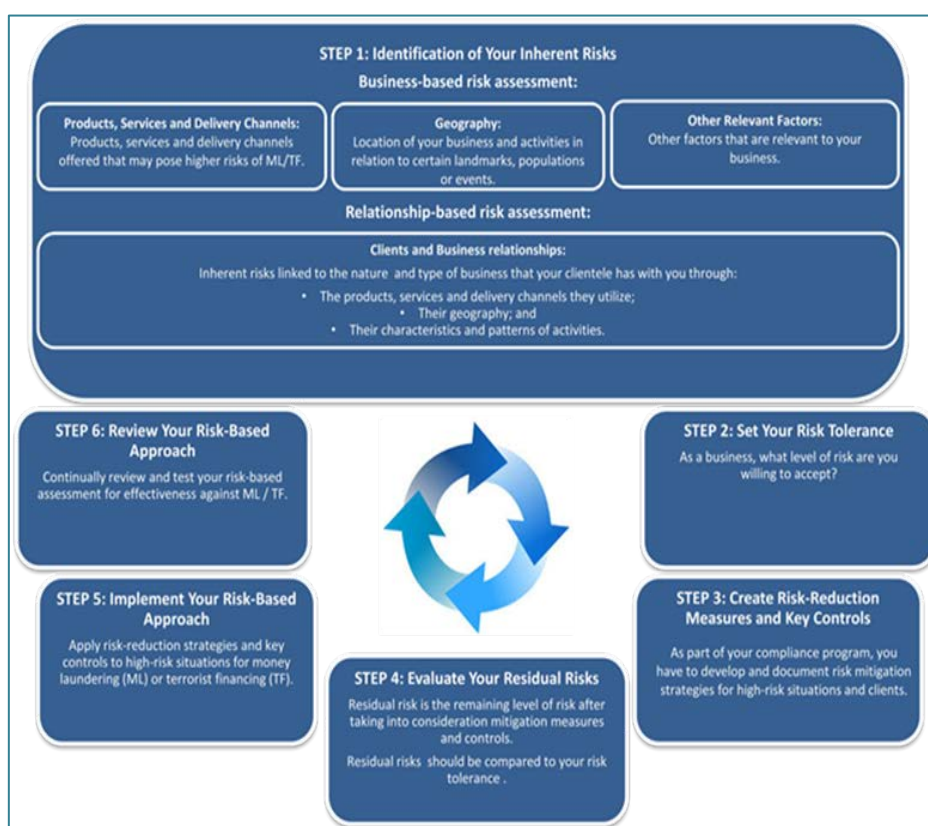 STEP 1: Identification of Your Inherent Risks
Business-based risk assessment:
Products, Services and Delivery Channels:
Products, services and delivery channels
offered that may pose higher risks of ML/TF.
Geography:
Location of your business and activities in
relation to certain landmarks, populations
or events.
Other Relevant Factors:
Other factors that are relevant to your
business.
Relationship-based risk assessment:
Clients and Business relationships:
Inherent risks linked to the nature and type of business that your clientele has with you through:
• The products, services and delivery channels they utilize;
• Their geography; and
• Their characteristics and patterns of activities.
STEP 2: Set Your Risk Tolerance
As a business, what level of risk are you
willing to accept?
STEP 3: Create Risk-Reduction
Measures and Key Controls
As part of your compliance program, you
have to develop and document risk mitigation
strategies for high-risk situations and clients.
STEP 4: Evaluate Your Residual Risks
Residual risk is the remaining level of risk after
taking into consideration mitigation measures
and controls.
Residual risks should be compared to your risk
tolerance .
STEP 5: Implement Your Risk-Based
Approach
Apply risk-reduction strategies and key
controls to high-risk situations for money
laundering (ML) or terrorist financing (TF).
STEP 6: Review Your Risk-Based
Approach
Continually review and test your risk-based
assessment for effectiveness against ML / TF.